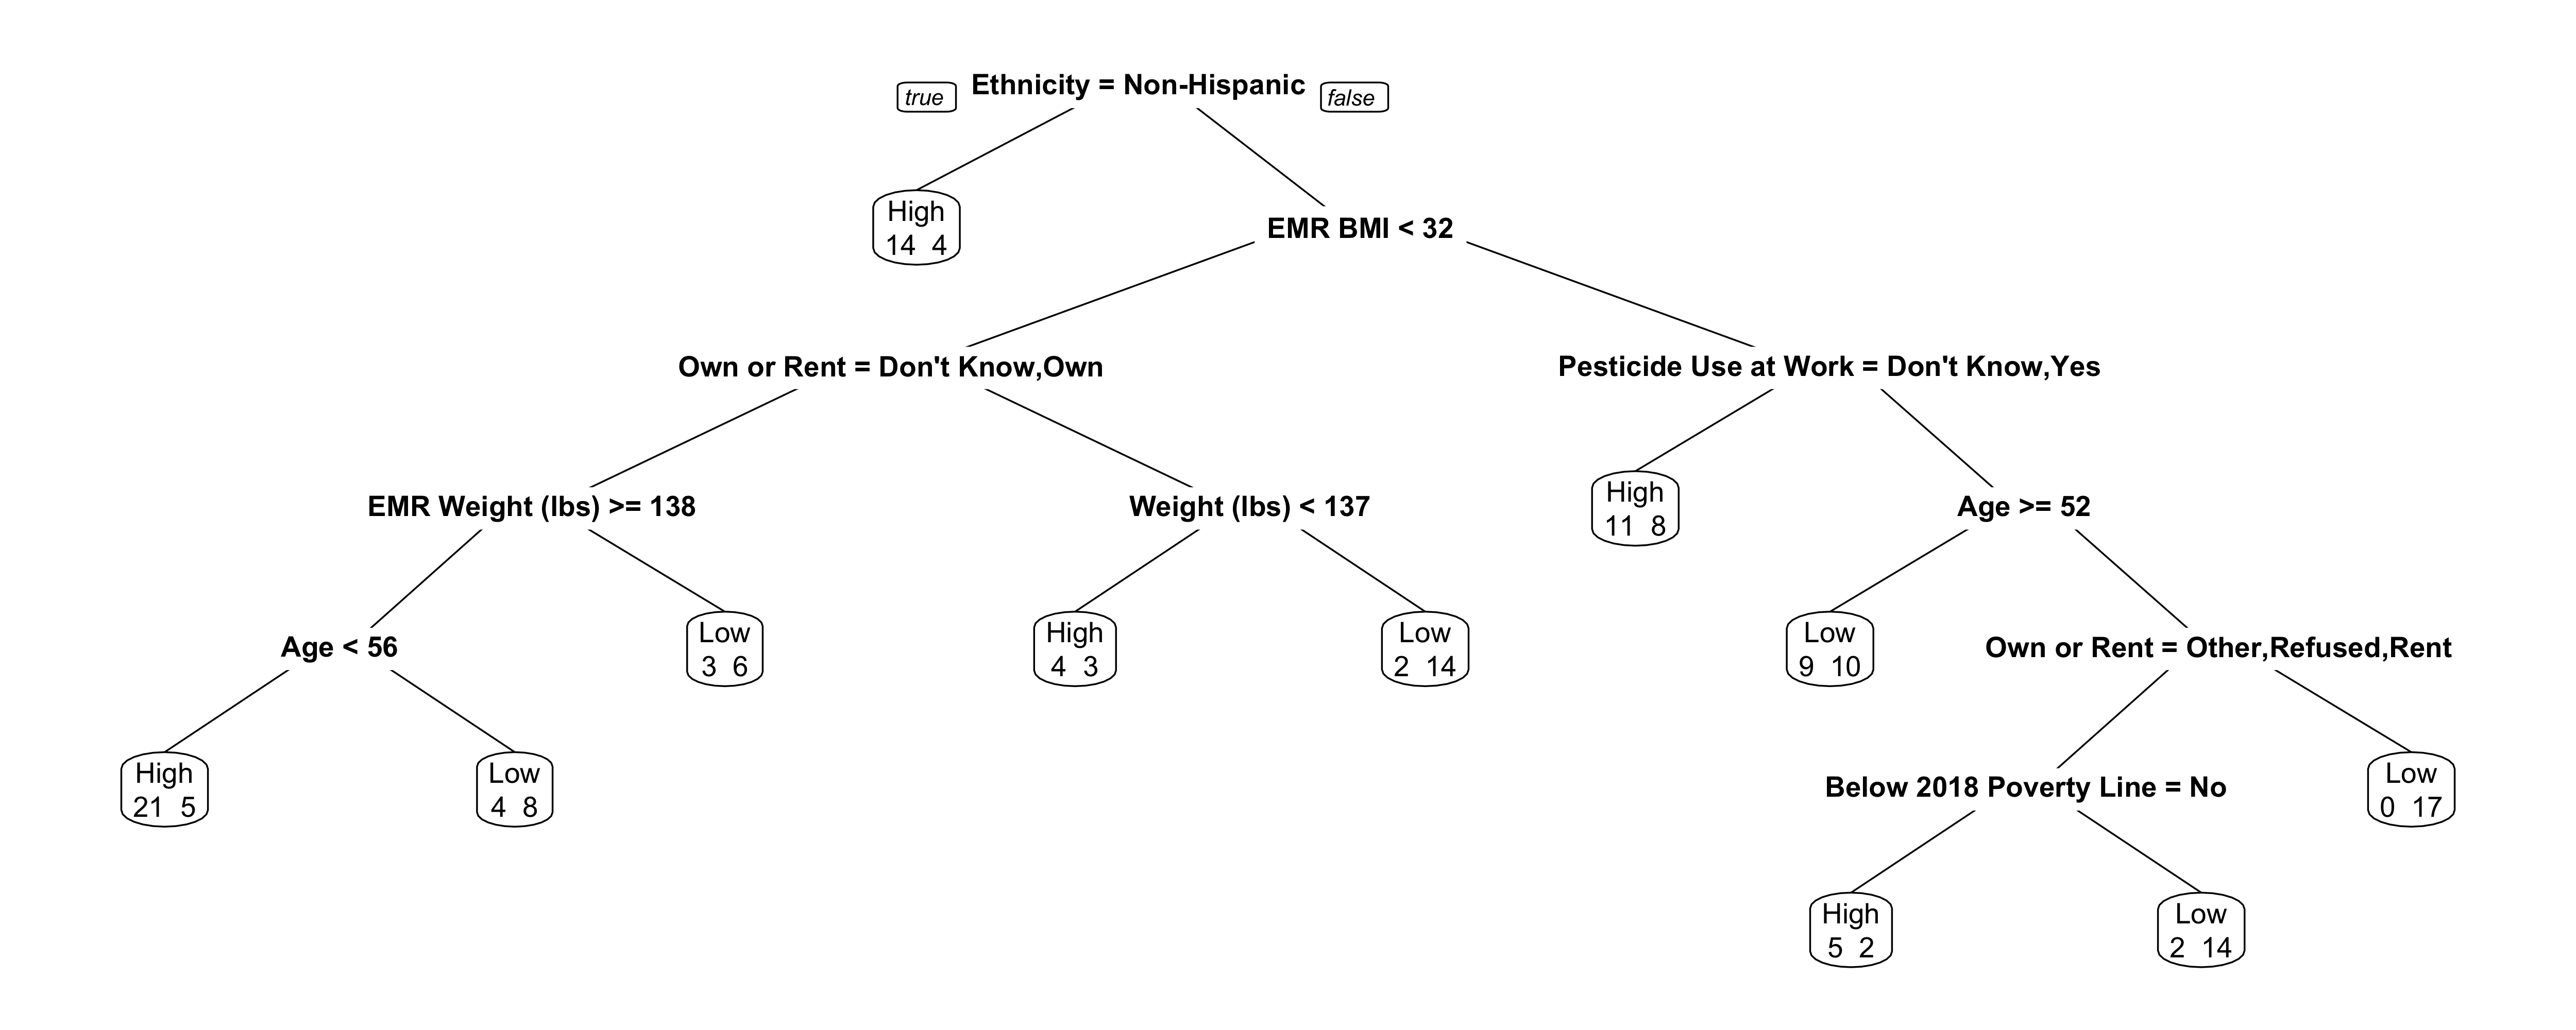 true
Ethnicity = Non-Hispanic
false
High
14 4
EMR BMI < 32
Own or Rent = Don't Know,Own
Pesticide Use at Work = Don't Know,Yes
EMR Weight (lbs) >= 138
Weight (lbs) < 137
High
11 8
Age >= 52
Age < 56
Low
3 6
High
4 3
Low
2 14
Low
9 10
Own or Rent = Other,Refused,Rent
High
21 5
Low
4 8
Below 2018 Poverty Line = No
Low
0 17
High
5 2
Low
2 14